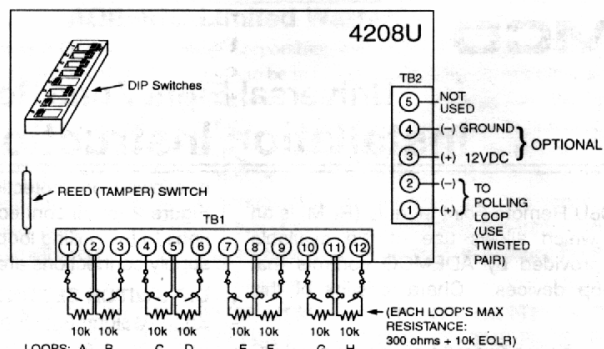 4208U
DIP Switches
TB2
5 NOT USED
4 (–) GROUND
3 (+) 12VDC
OPTIONAL
2 (–)
1 (+)
TO
POLLING
LOOP
(USE
TWISTED
PAIR)
REED (TAMPER) SWITCH
TB1
1 2 3 4 5 6 7 8 9 10 11 12
10k 10k 10k 10k 10k 10k 10k 10k
(EACH LOOP'S MAX
RESISTANCE:
300 ohms + 10k EOLR)
LOOPS: A B C D E F G H